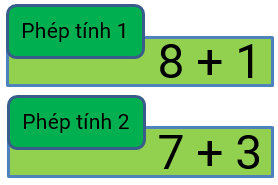 Phép tính 1
8 + 1
Phép tính 2
7 + 3